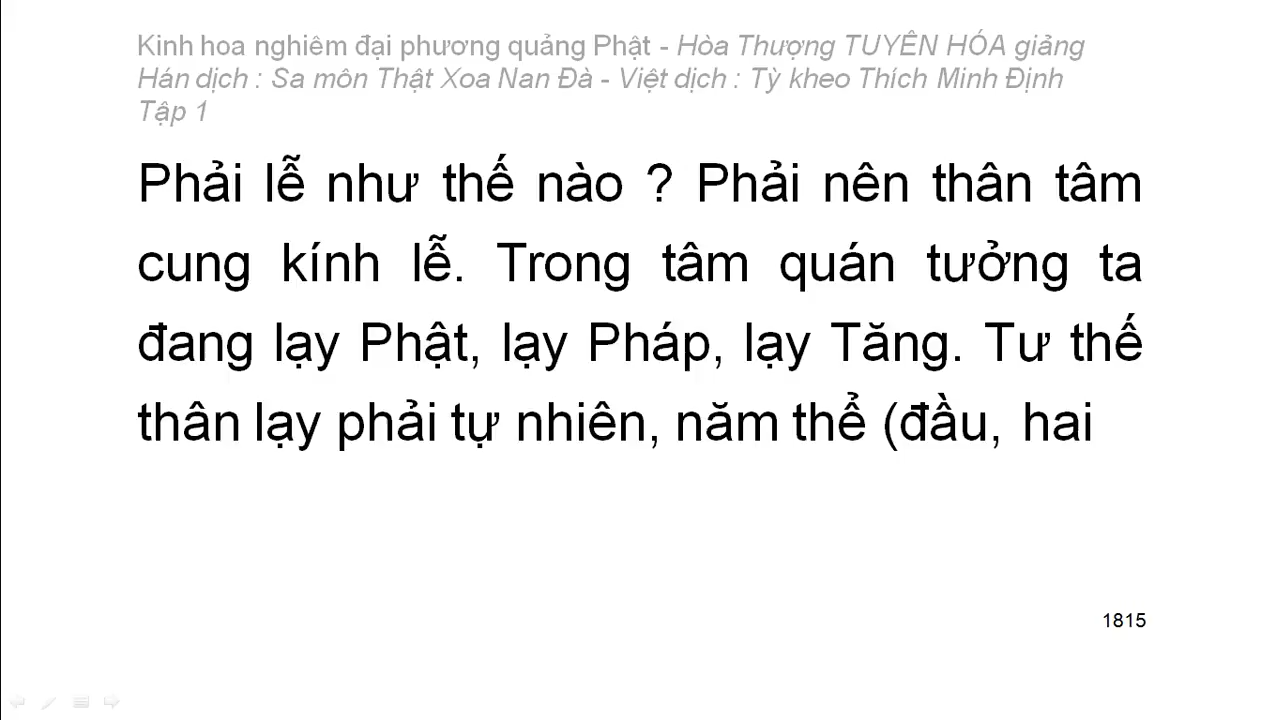 Kinh hoa nghiêm đại phương quảng Phật - Hòa Thượng TUYÊN HÓA giảng
Hán dịch : Sa môn Thật Xoa Nan Đà - Việt dịch : Tỳ kheo Thích Minh Định
Tập 1
Phải lễ như thế nào ? Phải nên thân tâm
cung kính lễ. Trong tâm quán tưởng ta
đang lạy Phật, lạy Pháp, lạy Tăng. Tư thế
thân lạy phải tự nhiên, năm thể (đầu, hai
1815